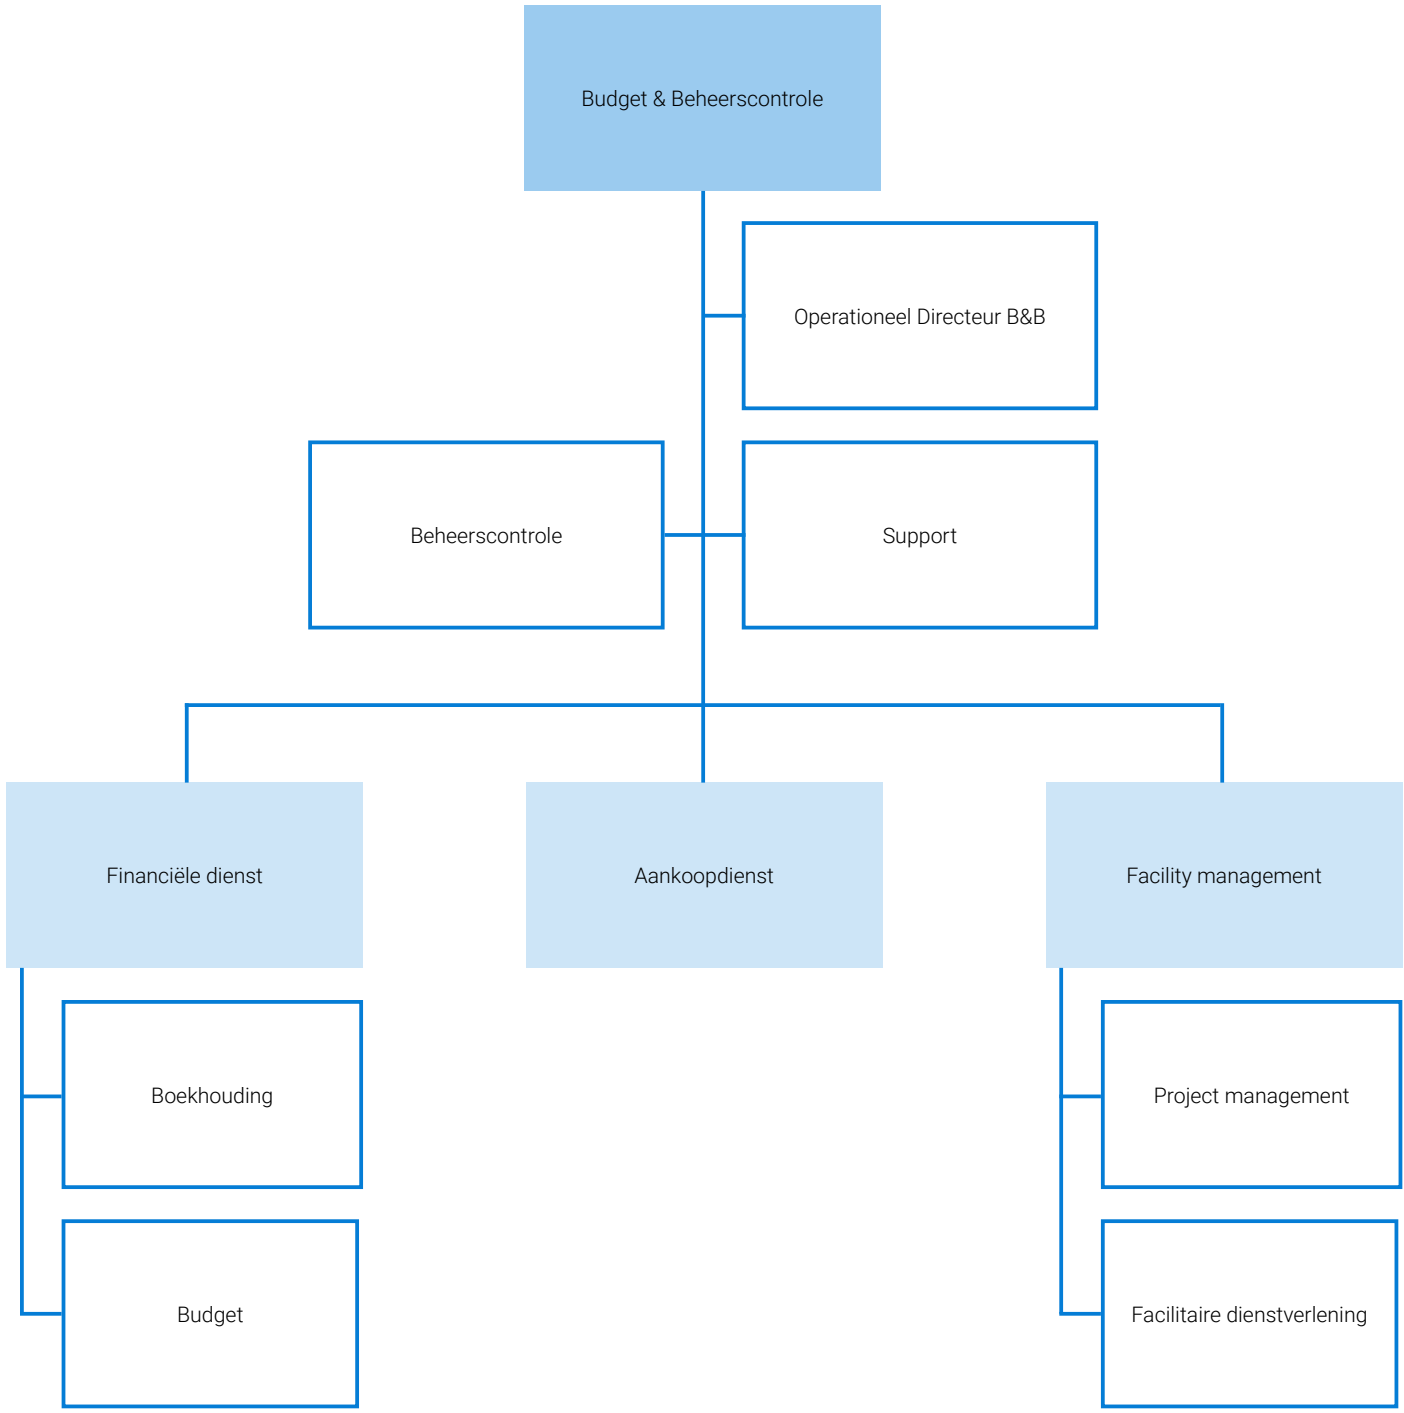 Budget & Beheerscontrole
Operationeel Directeur B&B
Beheerscontrole
Support
Financiële dienst
Aankoopdienst
Facility management
Boekhouding
Project management
Budget
Facilitaire dienstverlening